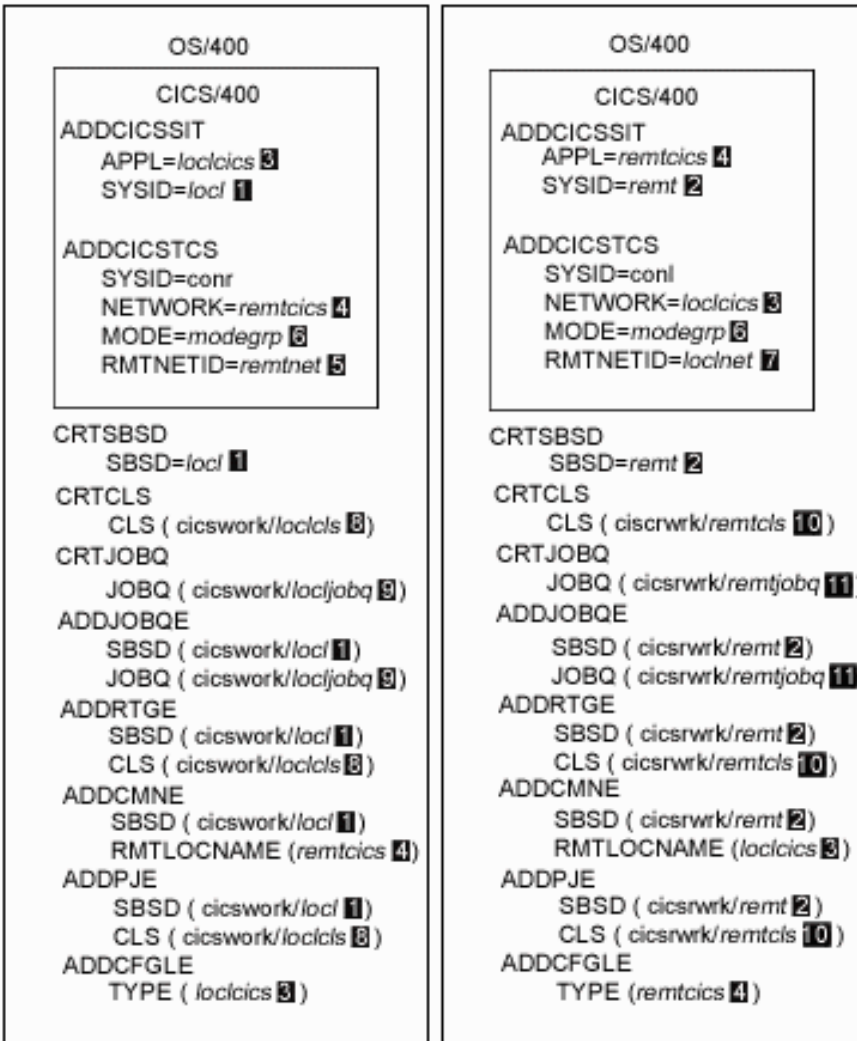 OS/400
CICS/400
ADDCICSSIT
APPL=loclcics 3
SYSID=locl 1
ADDCICSTCS
SYSID=conr
NETWORK=remtcics 4
MODE=modegrp 6
RMTNETID=remtnet 5
CRTSBSD
SBSD=locl 1
CRTCLS
CLS ( cicswork/loclcls 8)
CRTJOBQ
JOBQ ( cicswork/locljobq 9)
ADDJOBQE
SBSD ( cicswork/locl 1)
JOBQ ( cicswork/locljobq 9)
ADDRTGE
SBSD ( cicswork/locl 1)
CLS ( cicswork/loclcls 8)
ADDCMNE
SBSD ( cicswork/locl 1)
RMTLOCNAME (remtcics 4)
ADDPJE
SBSD ( cicswork/locl 1)
CLS ( cicswork/loclcls 8)
ADDCFGLE
TYPE ( loclcics 3)
OS/400
CICS/400
ADDCICSSIT
APPL=remtcics 4
SYSID=remt 2
ADDCICSTCS
SYSID=conl
NETWORK=loclcics 3
MODE=modegrp 6
RMTNETID=loclnet 7
CRTSBSD
SBSD=remt 2
CRTCLS
CLS ( ciscrwrk/remtcls 10 )
CRTJOBQ
JOBQ ( cicsrwrk/remtjobq 11)
ADDJOBQE
SBSD ( cicsrwrk/remt 2)
JOBQ ( cicsrwrk/remtjobq 11
ADDRTGE
SBSD ( cicsrwrk/remt 2)
CLS ( cicsrwrk/remtcls 10)
ADDCMNE
SBSD ( cicsrwrk/remt 2)
RMTLOCNAME (loclcics 3)
ADDPJE
SBSD ( cicsrwrk/remt 2)
CLS ( cicsrwrk/remtcls 10 )
ADDCFGLE
TYPE (remtcics 4)